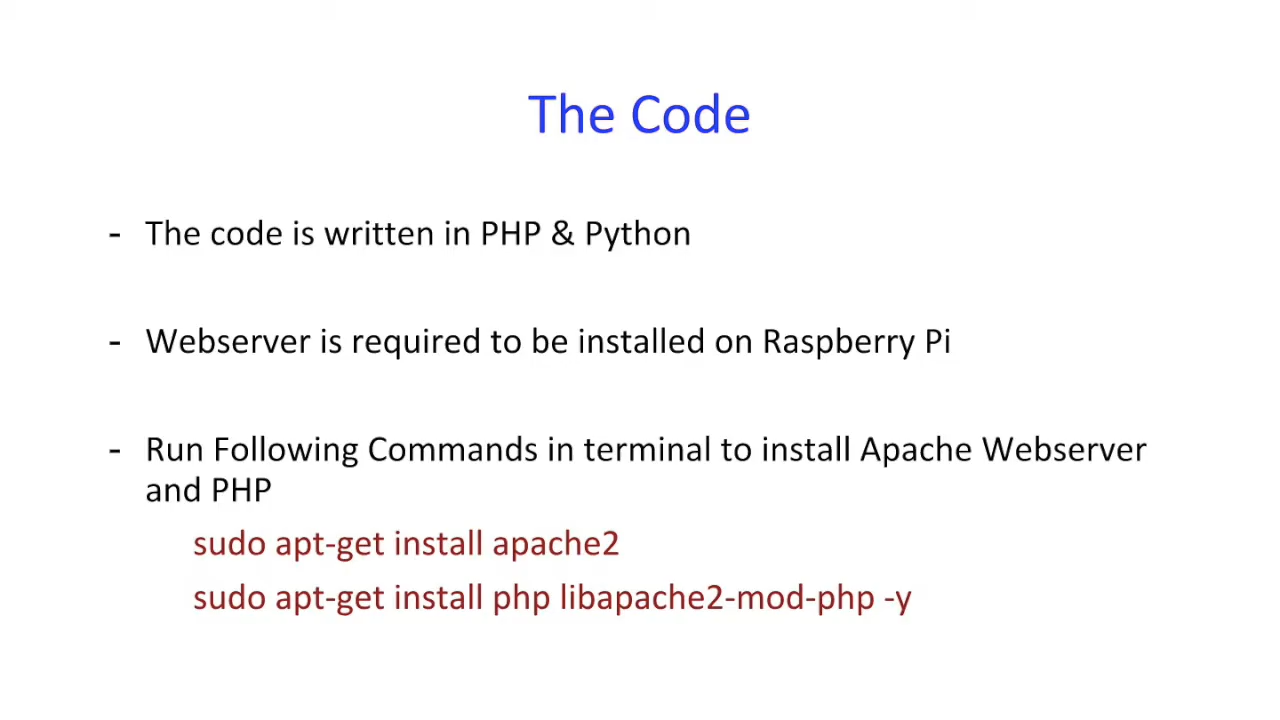 The Code
- The code is written in PHP & Python
- Webserver is required to be installed on Raspberry Pi
- Run Following Commands in terminal to install Apache Webserver
and PHP
sudo apt-get install apache2
sudo apt-get install php libapache2-mod-php -y